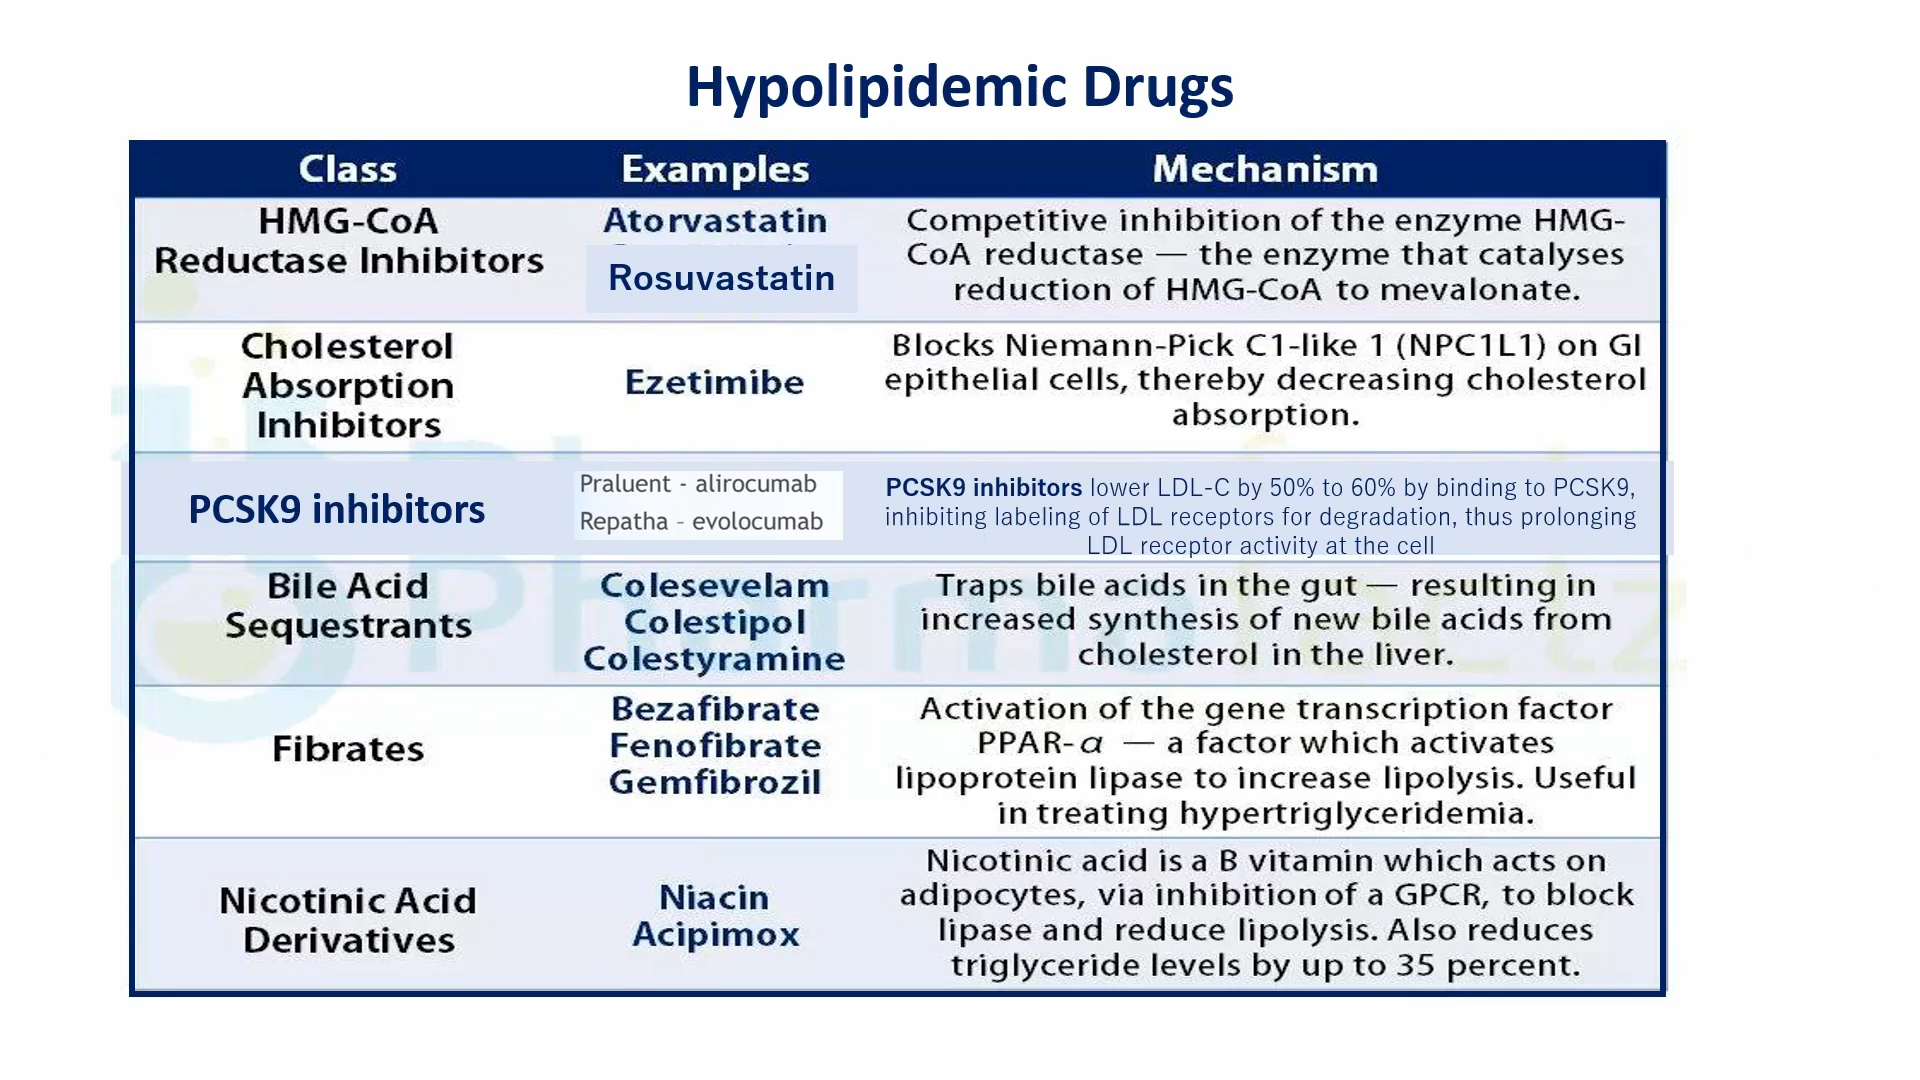 Hypolipidemic Drugs
Class Examples Mechanism
HMG-CoA
Reductase Inhibitors
Atorvastatin
Rosuvastatin
Competitive inhibition of the enzyme HMG-
CoA reductase — the enzyme that catalyses
reduction of HMG-CoA to mevalonate.
Cholesterol
Absorption
Inhibitors
Ezetimibe
Blocks Niemann-Pick C1-like 1 (NPC1L1) on GI
epithelial cells, thereby decreasing cholesterol
absorption.
PCSK9 inhibitors
Praluent - alirocumab
Repatha - evolocumab
PCSK9 inhibitors lower LDL-C by 50% to 60% by binding to PCSK9,
inhibiting labeling of LDL receptors for degradation, thus prolonging
LDL receptor activity at the cell
Bile Acid
Sequestrants
Colesevelam
Colestipol
Colestyramine
Traps bile acids in the gut — resulting in
increased synthesis of new bile acids from
cholesterol in the liver.
Fibrates
Bezafibrate
Fenofibrate
Gemfibrozil
Activation of the gene transcription factor
PPAR-α — a factor which activates
lipoprotein lipase to increase lipolysis. Useful
in treating hypertriglyceridemia.
Nicotinic Acid
Derivatives
Niacin
Acipimox
Nicotinic acid is a B vitamin which acts on
adipocytes, via inhibition of a GPCR, to block
lipase and reduce lipolysis. Also reduces
triglyceride levels by up to 35 percent.